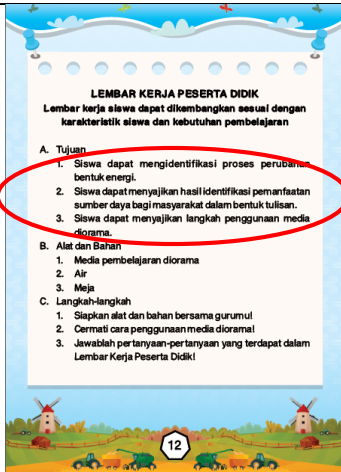 LEMBAR KERJA PESERTA DIDIK
Lembar kerja siswa dapat dikembangkan sesuai dengan
karakteristik siswa dan kebutuhan pembelajaran
A. Tujuan
1. Siswa dapat mengidentifikasi proses perubahan
bentuk energi.
2. Siswa dapat menyajikan hasil identifikasi pemanfaatan
sumber daya bagi masyarakat dalam bentuk tulisan.
3. Siswa dapat menyajikan langkah penggunaan media
diorama.
B. Alat dan Bahan
1. Media pembelajaran diorama
2. Air
3. Meja
C. Langkah-langkah
1. Siapkan alat dan bahan bersama gurumu!
2. Cermati cara penggunaan media diorama!
3. Jawablah pertanyaan-pertanyaan yang terdapat dalam
Lembar Kerja Peserta Didik!
12